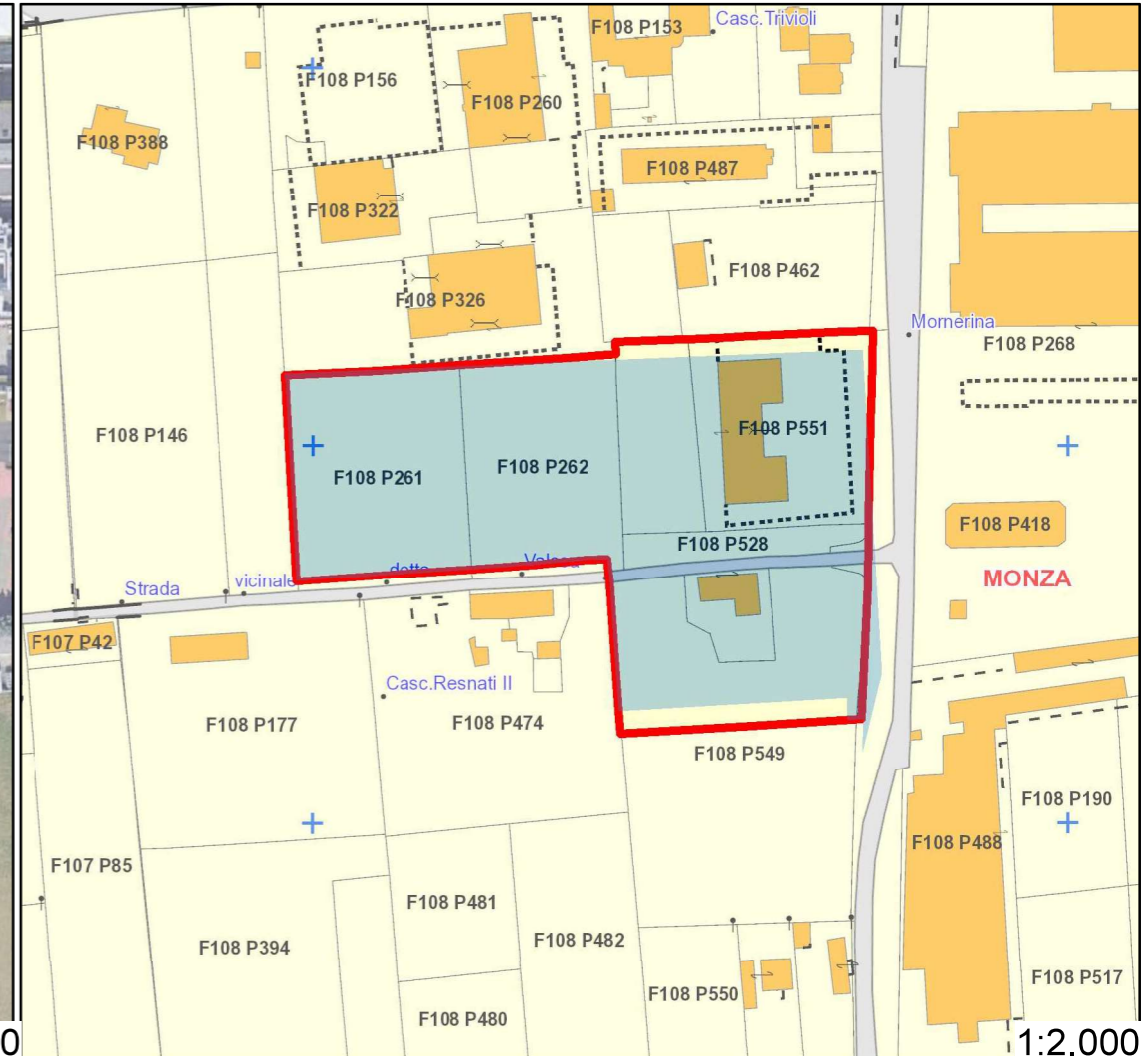 F108 P153
Casc.Trivioli
F108 P156
F108 P260
F108 P388
F108 P487
F108 P322
F108 P462
F108 P326
Mornerina
F108 P268
F108 P146
F108 P551
F108 P262
F108 P261
F108 P418
F108 P528
detto
MONZA
Strada
vicinale
F107 P42
Casc.Resnati II
F108 P177
F108 P474
F108 P549
F108 P190
F108 P488
F107 P85
F108 P481
F108 P482
F108 P394
F108 P517
F108 P550
F108 P480
0
1:2.000